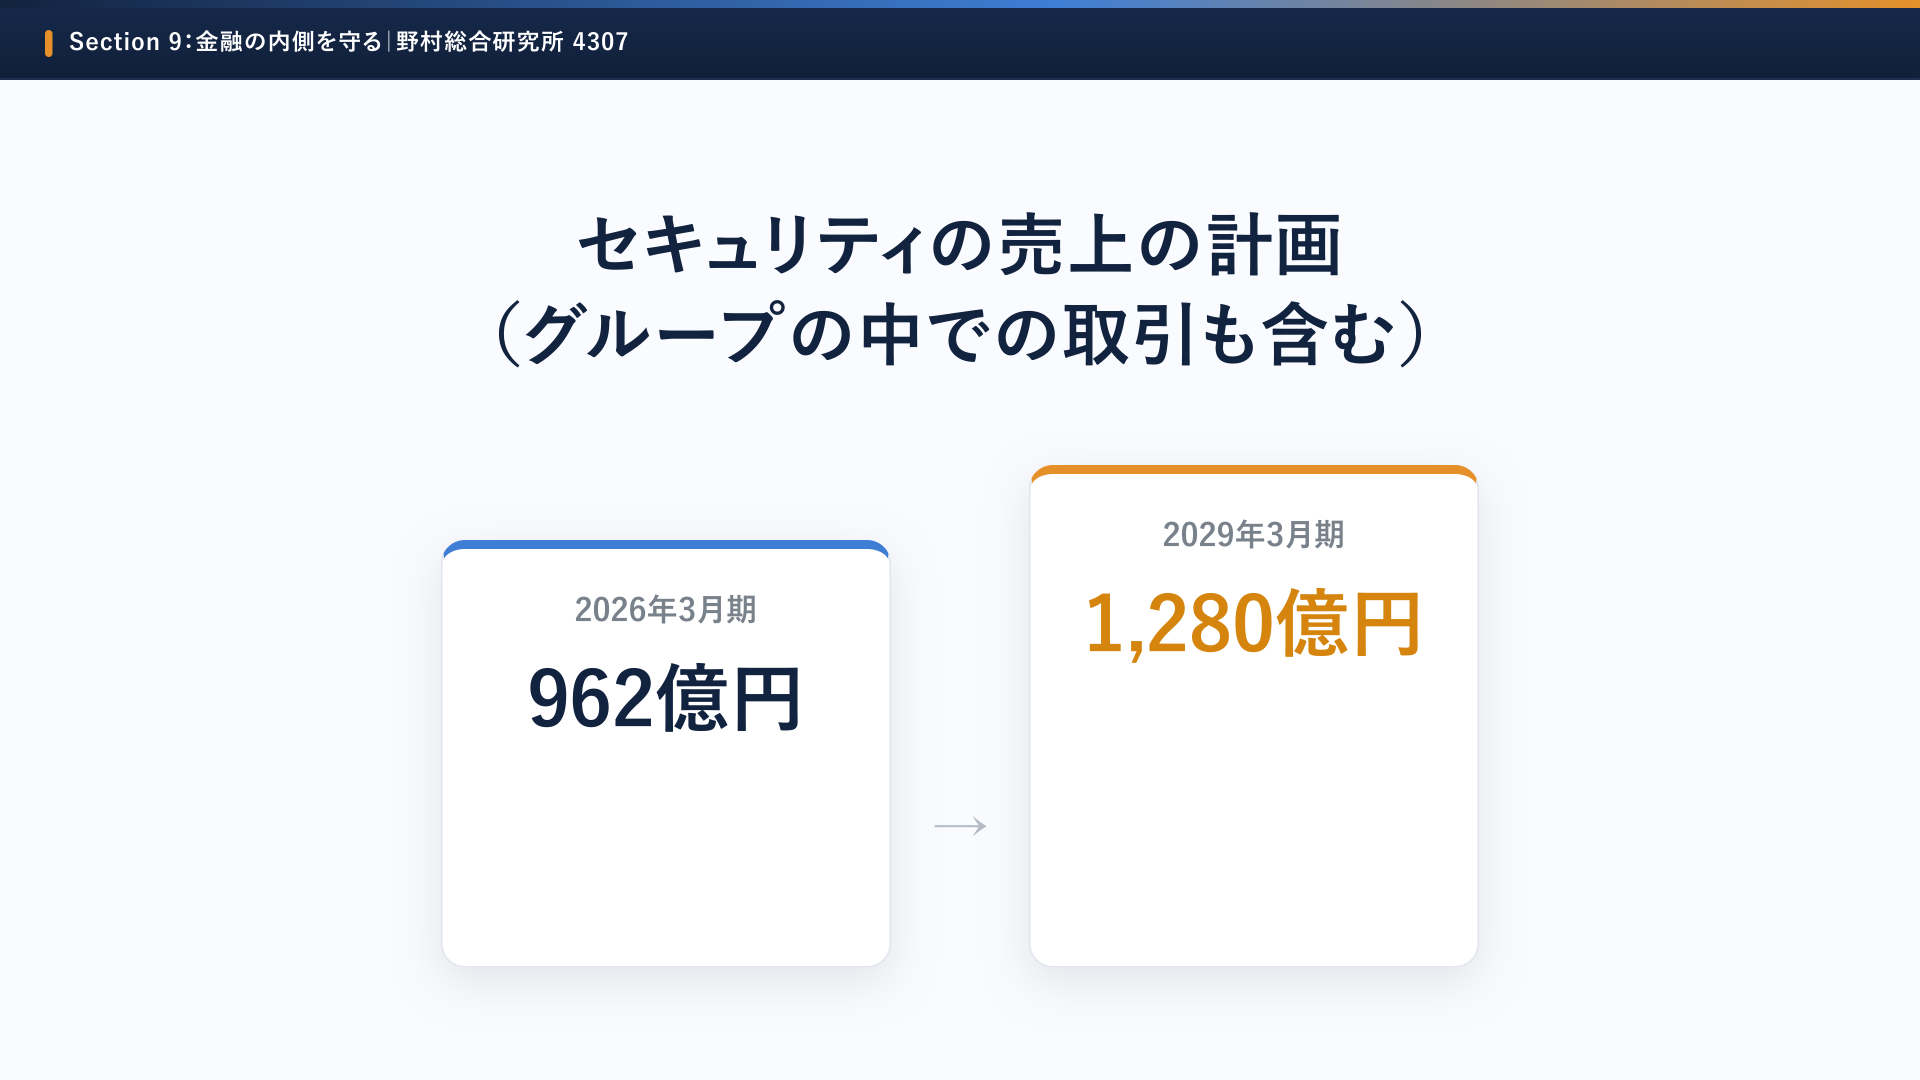 Section 9：金融の内側を守る｜野村総合研究所 4307
セキュリティの売上の計画
（グループの中での取引も含む）
2026年3月期
962億円
→
2029年3月期
1,280億円